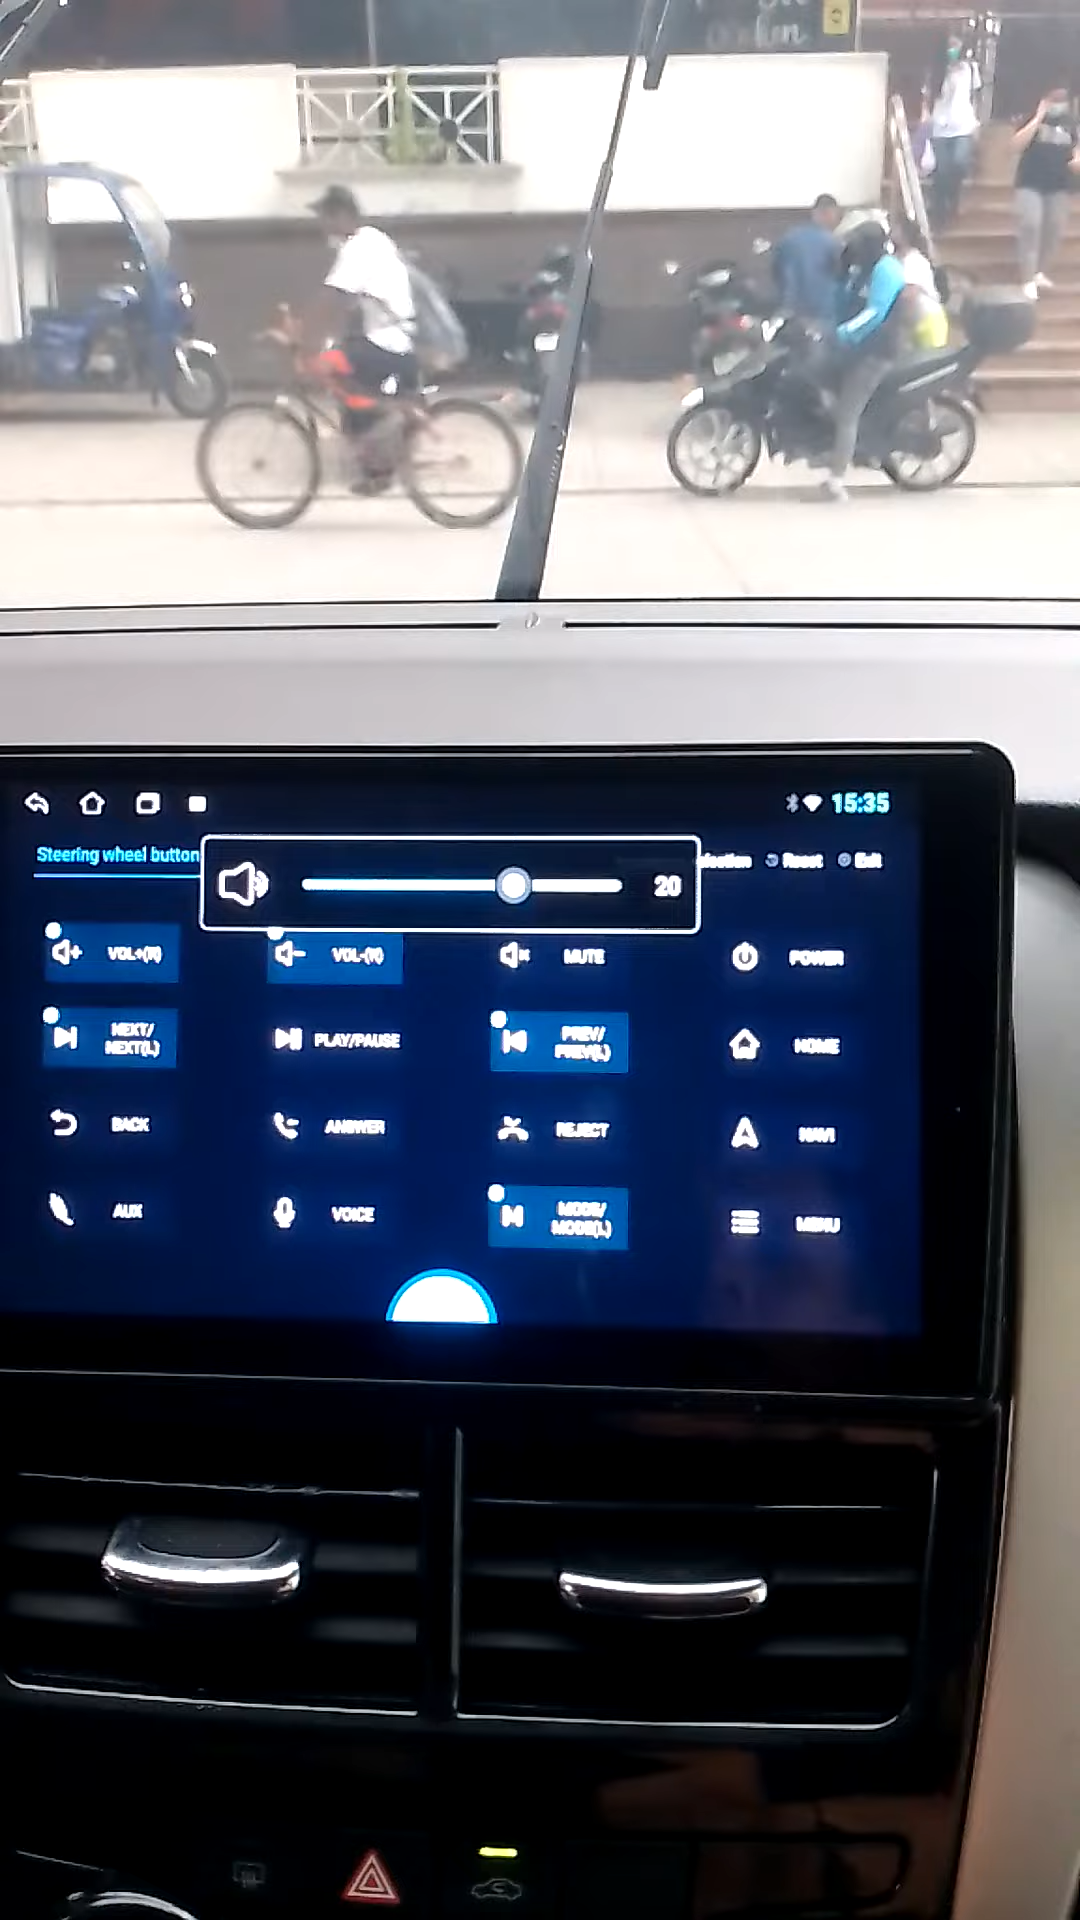 15:35
Steering wheel button
Reset
Exit
20
VOL+(R)
VOL-(R)
MUTE
POWER
NEXT/
NEXT(L)
PLAY/PAUSE
PREV/
PREV(L)
HOME
BACK
ANSWER
REJECT
NAVI
AUX
VOICE
MODE/
MODE(L)
MENU